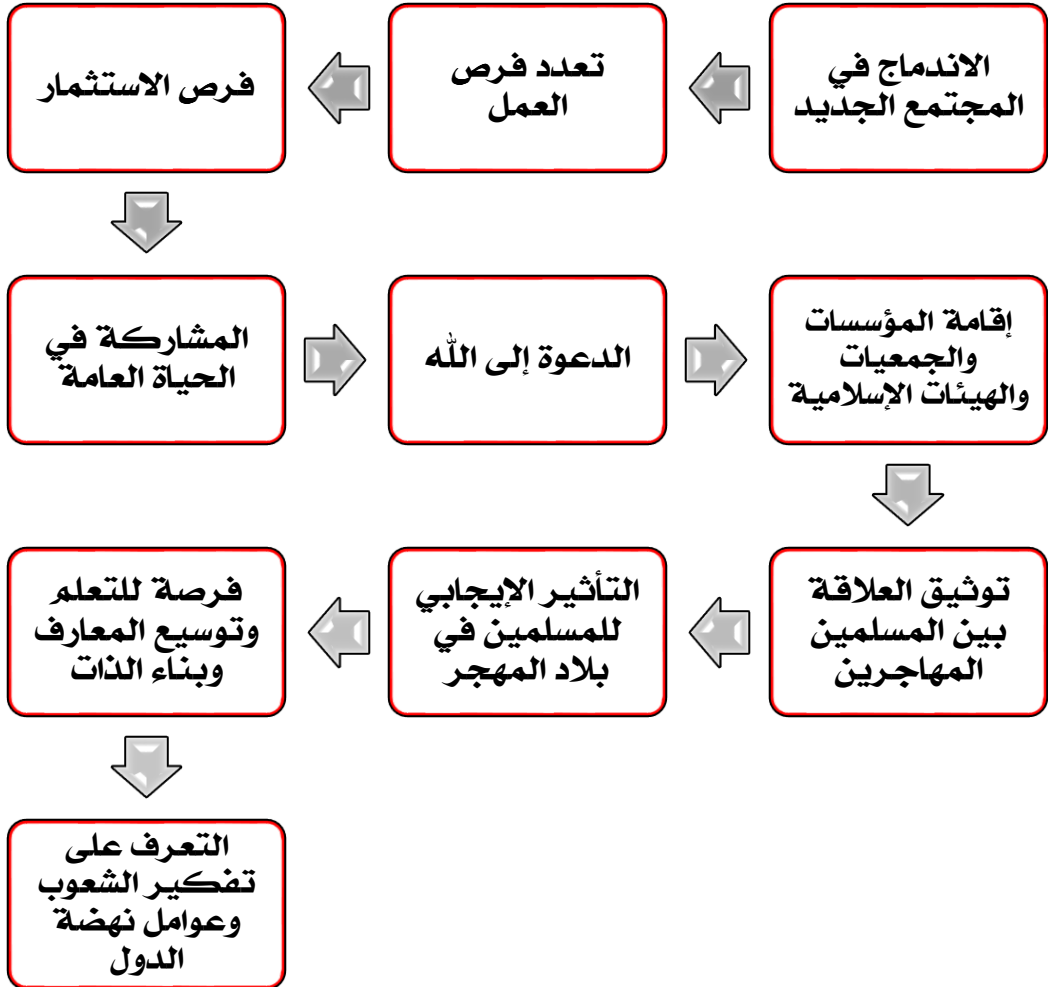 الاندماج في
المجتمع الجديد
تعدد فرص
العمل
فرص الاستثمار
المشاركة في
الحياة العامة
الدعوة إلى الله
إقامة المؤسسات
والجمعيات
والهيئات الإسلامية
توثيق العلاقة
بين المسلمين
المهاجرين
التأثير الإيجابي
للمسلمين في
بلاد المهجر
فرصة للتعلم
وتوسيع المعارف
وبناء الذات
التعرف على
تفكير الشعوب
وعوامل نهضة
الدول